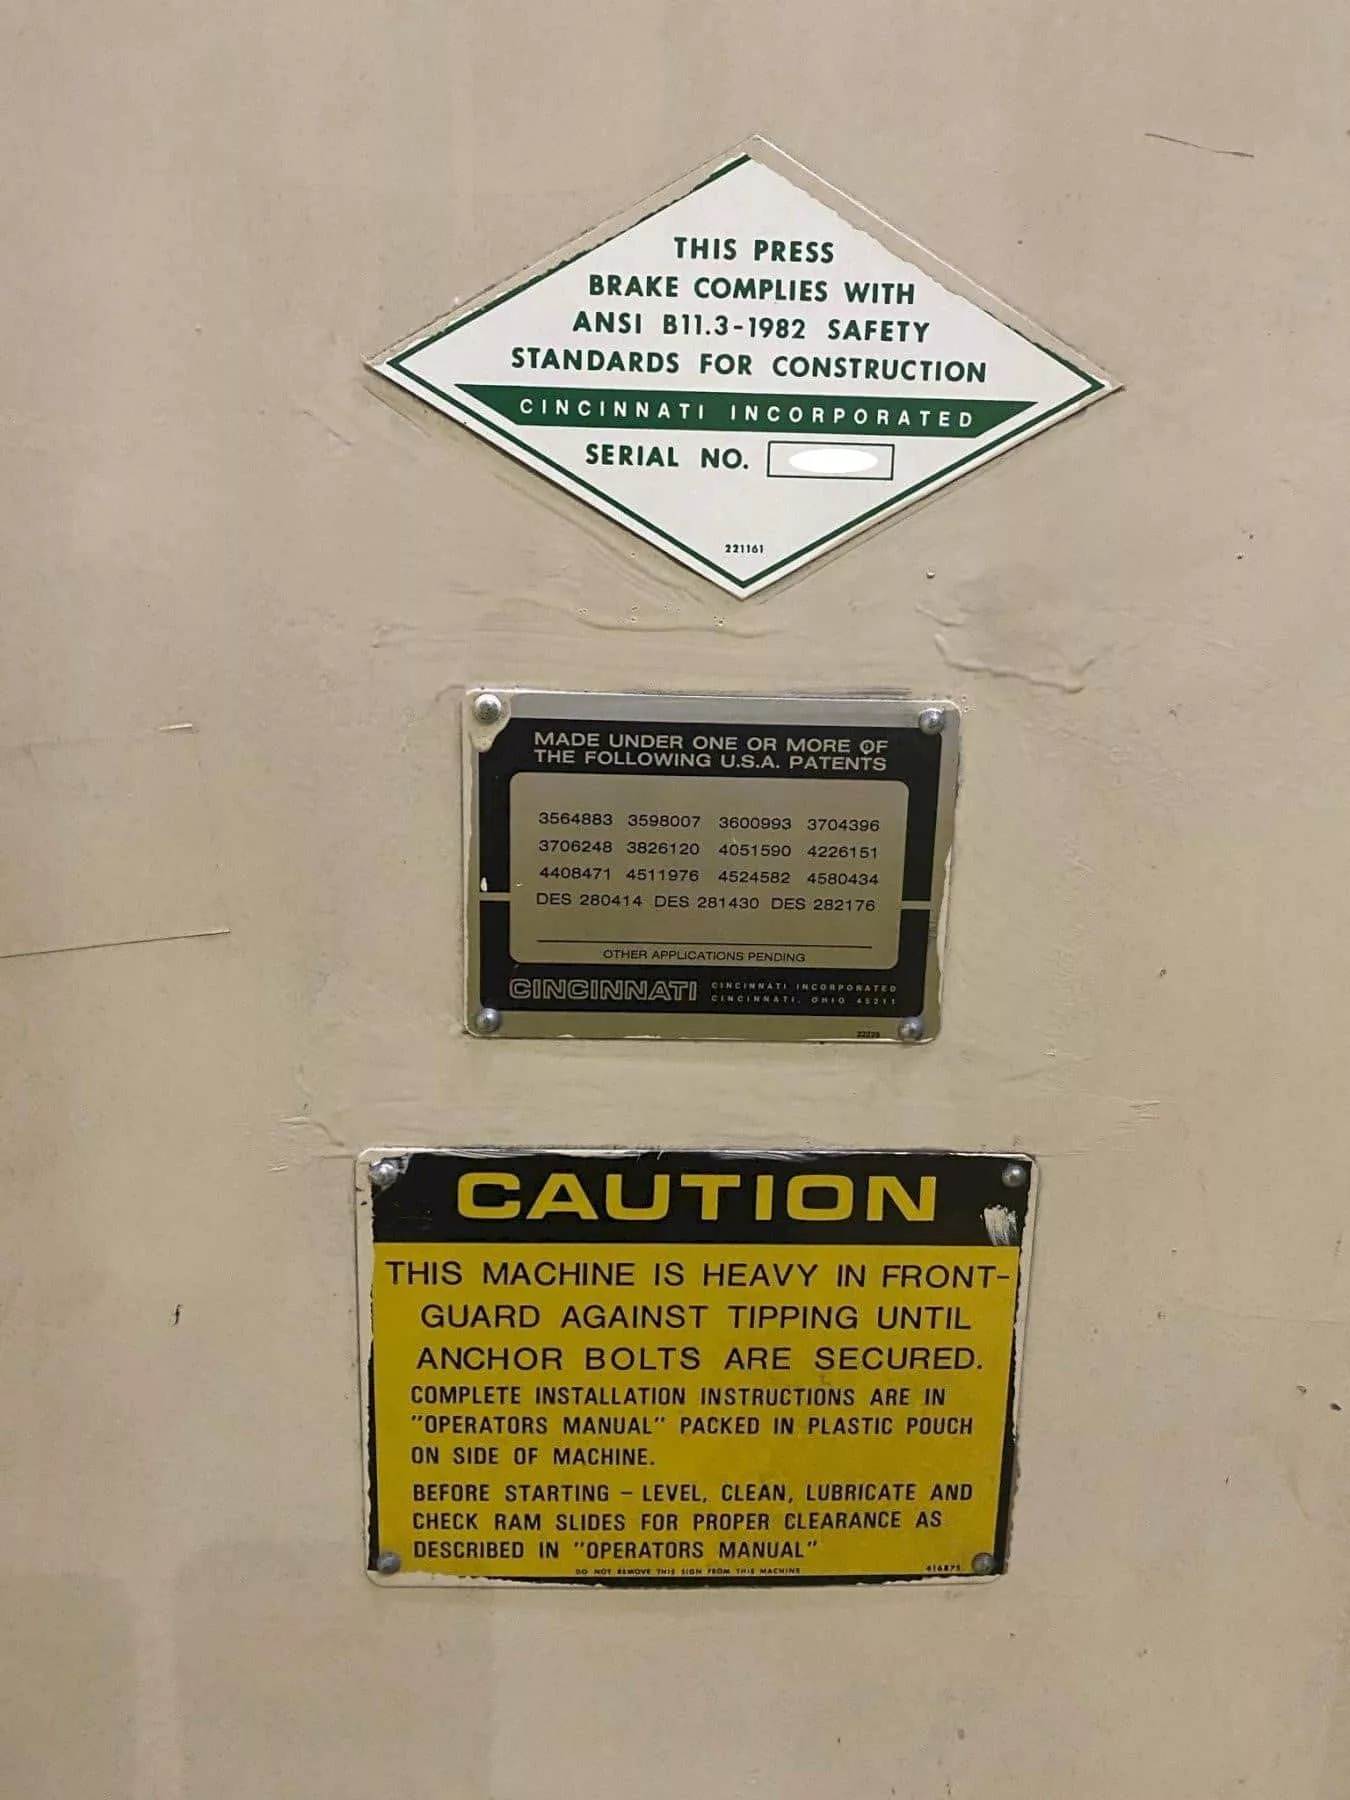 THIS PRESS
BRAKE COMPLIES WITH
ANSI B11.3-1982 SAFETY
STANDARDS FOR CONSTRUCTION
CINCINNATI INCORPORATED
SERIAL NO.
221161
MADE UNDER ONE OR MORE OF
THE FOLLOWING U.S.A. PATENTS
3564883 3598007 3600993 3704396
3706248 3826120 4051590 4226151
4408471 4511976 4524582 4580434
DES 280414 DES 281430 DES 282176
OTHER APPLICATIONS PENDING
CINCINNATI CINCINNATI INCORPORATED
CINCINNATI, OHIO 45211
CAUTION
THIS MACHINE IS HEAVY IN FRONT-
GUARD AGAINST TIPPING UNTIL
ANCHOR BOLTS ARE SECURED.
COMPLETE INSTALLATION INSTRUCTIONS ARE IN
"OPERATORS MANUAL" PACKED IN PLASTIC POUCH
ON SIDE OF MACHINE.
BEFORE STARTING – LEVEL, CLEAN, LUBRICATE AND
CHECK RAM SLIDES FOR PROPER CLEARANCE AS
DESCRIBED IN "OPERATORS MANUAL"
DO NOT REMOVE THIS SIGN FROM THIS MACHINE